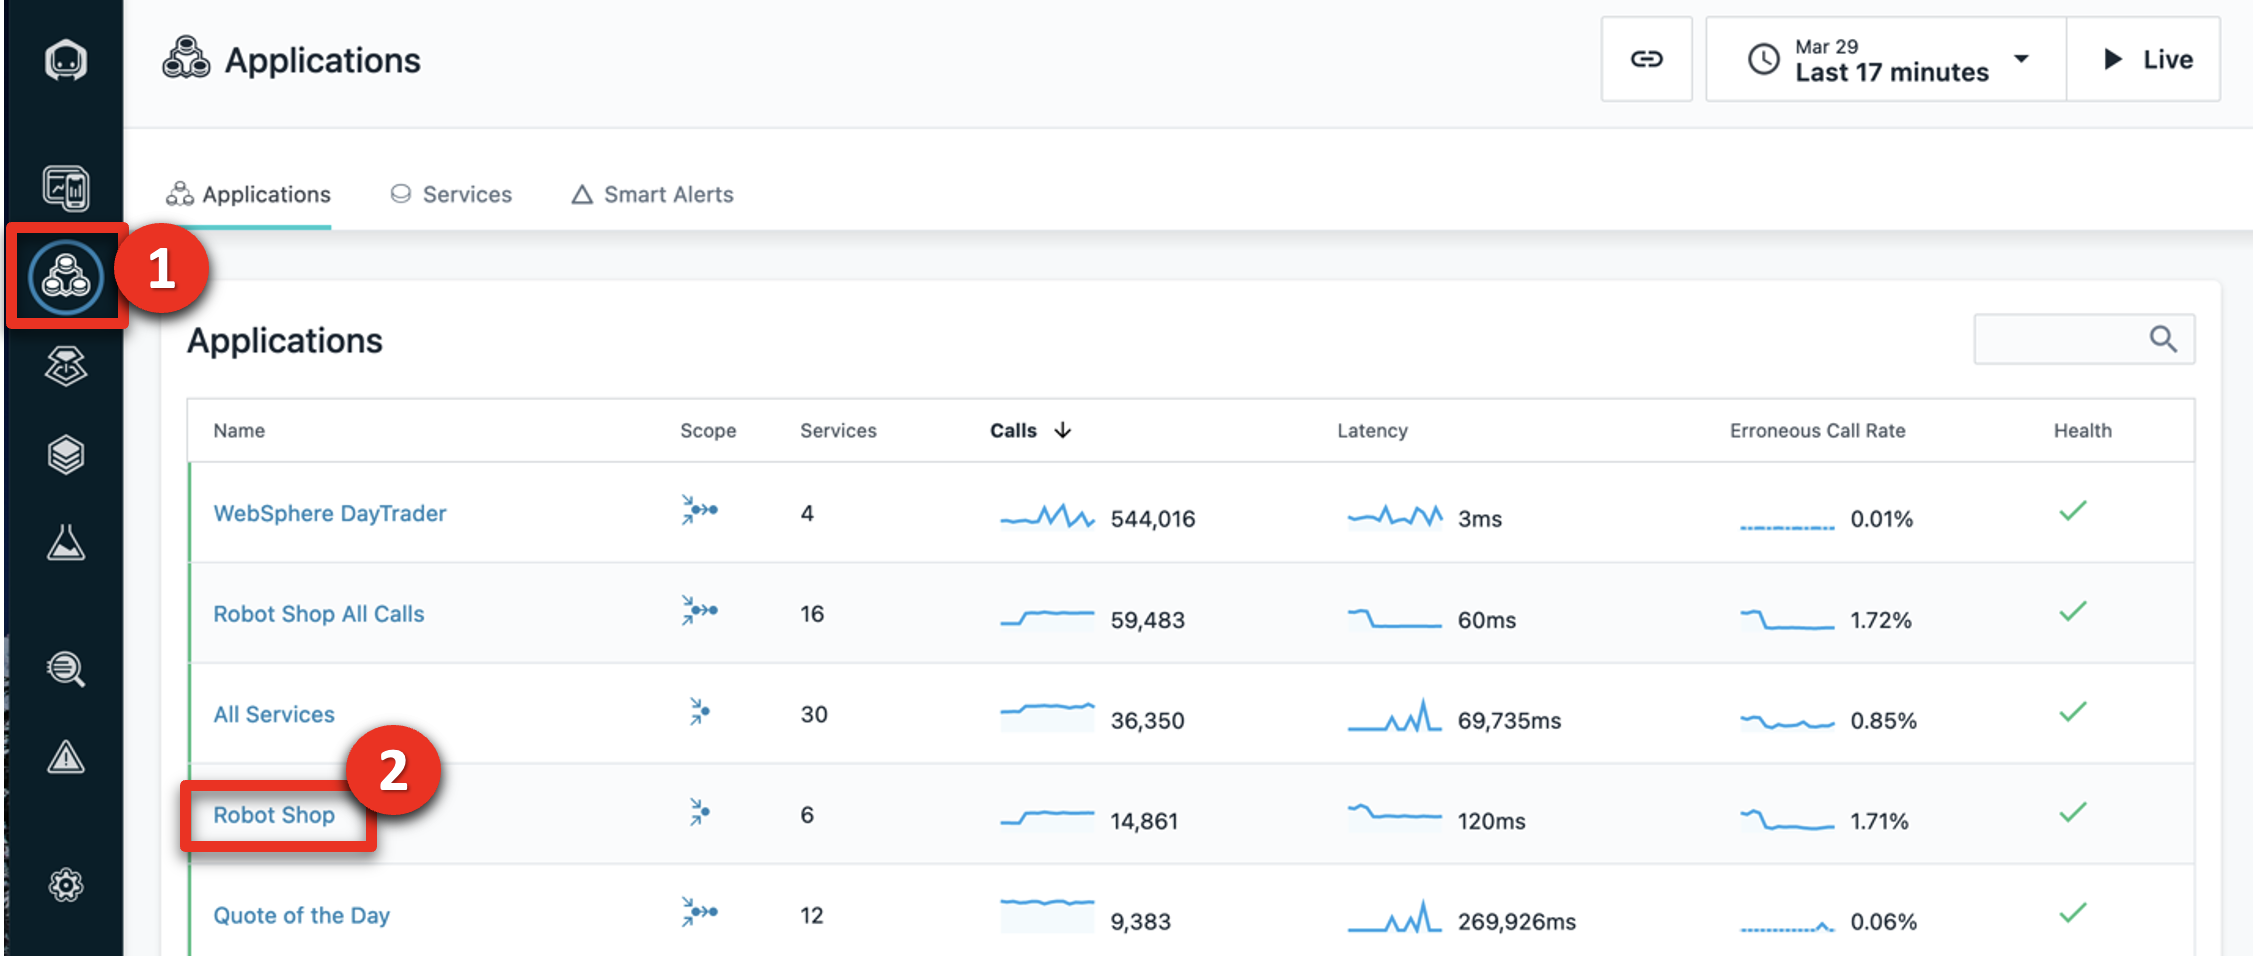 Applications
Mar 29
Last 17 minutes
Live
Applications
Services
Smart Alerts
1
Applications
Name Scope Services Calls Latency Erroneous Call Rate Health
WebSphere DayTrader 4 544,016 3ms 0.01%
Robot Shop All Calls 16 59,483 60ms 1.72%
All Services 30 36,350 69,735ms 0.85%
2
Robot Shop 6 14,861 120ms 1.71%
Quote of the Day 12 9,383 269,926ms 0.06%